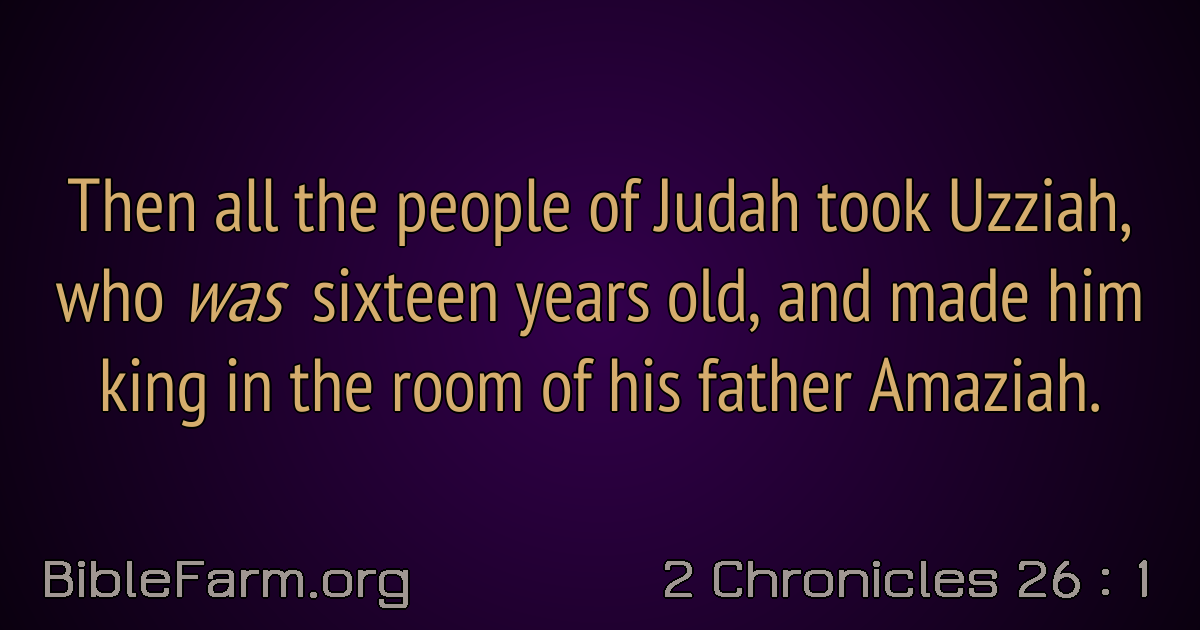 Then all the people of Judah took Uzziah,
who was sixteen years old, and made him
king in the room of his father Amaziah.
BibleFarm.org
2 Chronicles 26 : 1